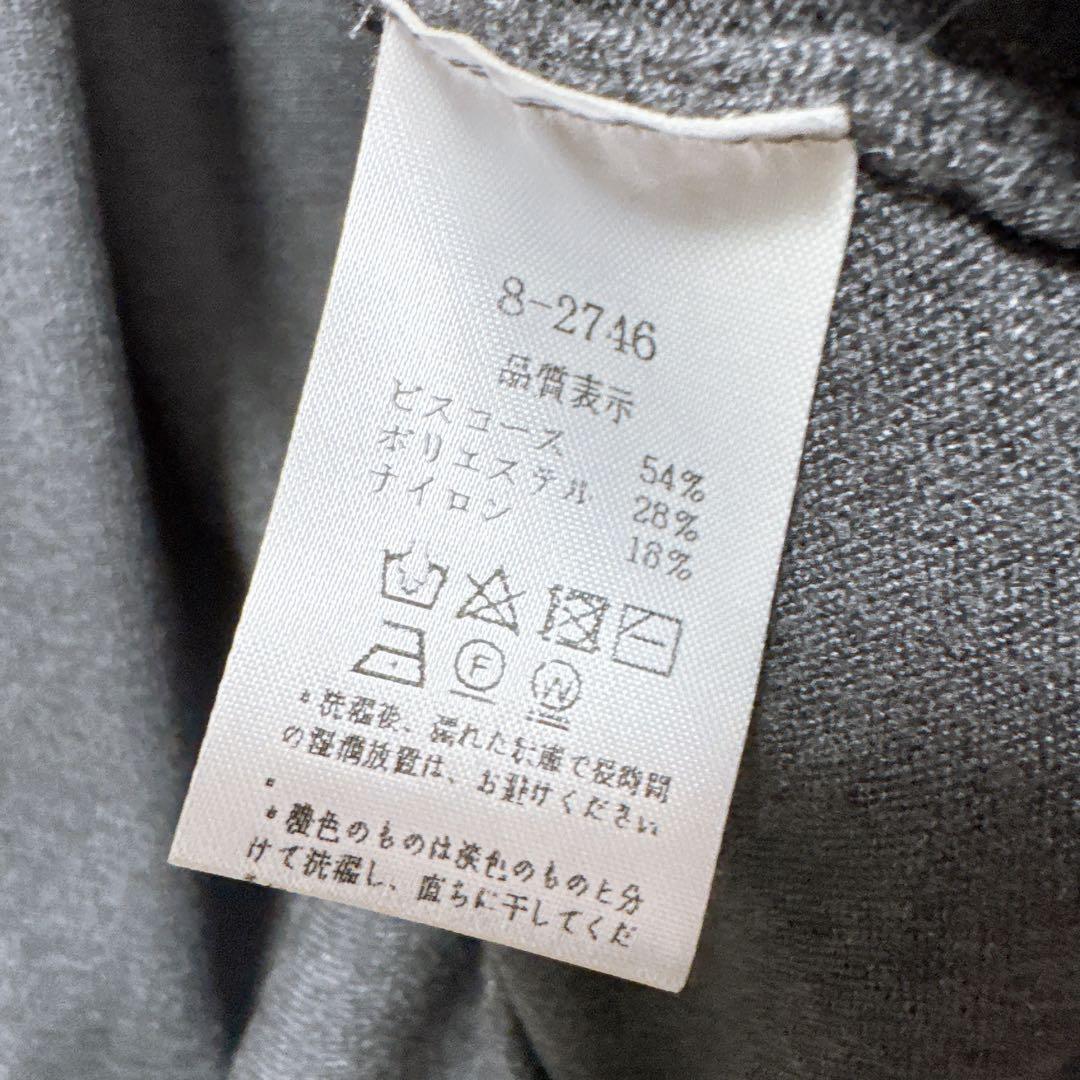 8-2746
品質表示
ビスコース 54%
ポリエステル 28%
ナイロン 18%
F W
*洗濯後、濡れた状態で長時間
の湿潤放置は、お避けください
。
*濃色のものは淡色のものと分
けて洗濯し、直ちに干してくだ